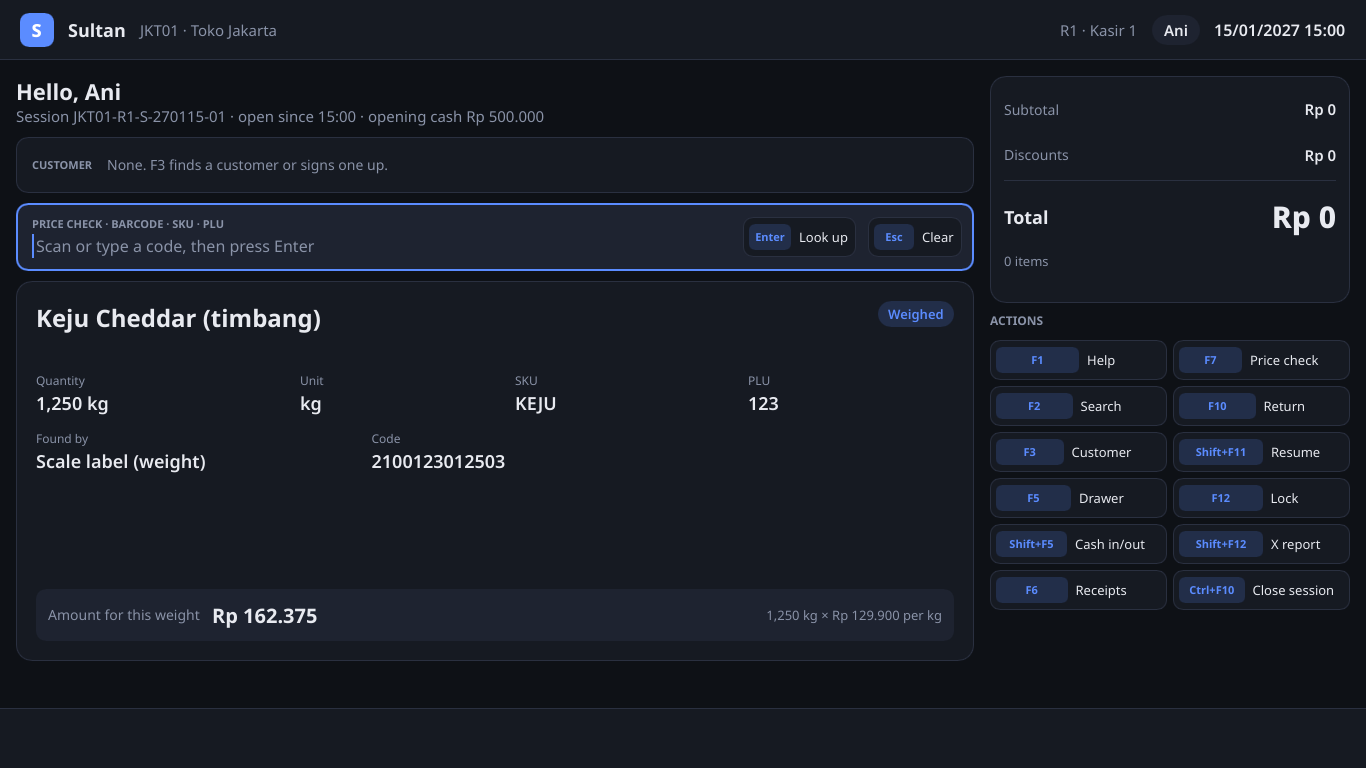 S Sultan JKT01 · Toko Jakarta R1 · Kasir 1 Ani 15/01/2027 15:00
Hello, Ani
Session JKT01-R1-S-270115-01 · open since 15:00 · opening cash Rp 500.000
CUSTOMER None. F3 finds a customer or signs one up.
PRICE CHECK · BARCODE · SKU · PLU
Scan or type a code, then press Enter
Enter Look up Esc Clear
Keju Cheddar (timbang) Weighed
Quantity Unit SKU PLU
1,250 kg kg KEJU 123
Found by Code
Scale label (weight) 2100123012503
Amount for this weight Rp 162.375 1,250 kg × Rp 129.900 per kg
Subtotal Rp 0
Discounts Rp 0
Total Rp 0
0 items
ACTIONS
F1 Help F7 Price check
F2 Search F10 Return
F3 Customer Shift+F11 Resume
F5 Drawer F12 Lock
Shift+F5 Cash in/out Shift+F12 X report
F6 Receipts Ctrl+F10 Close session